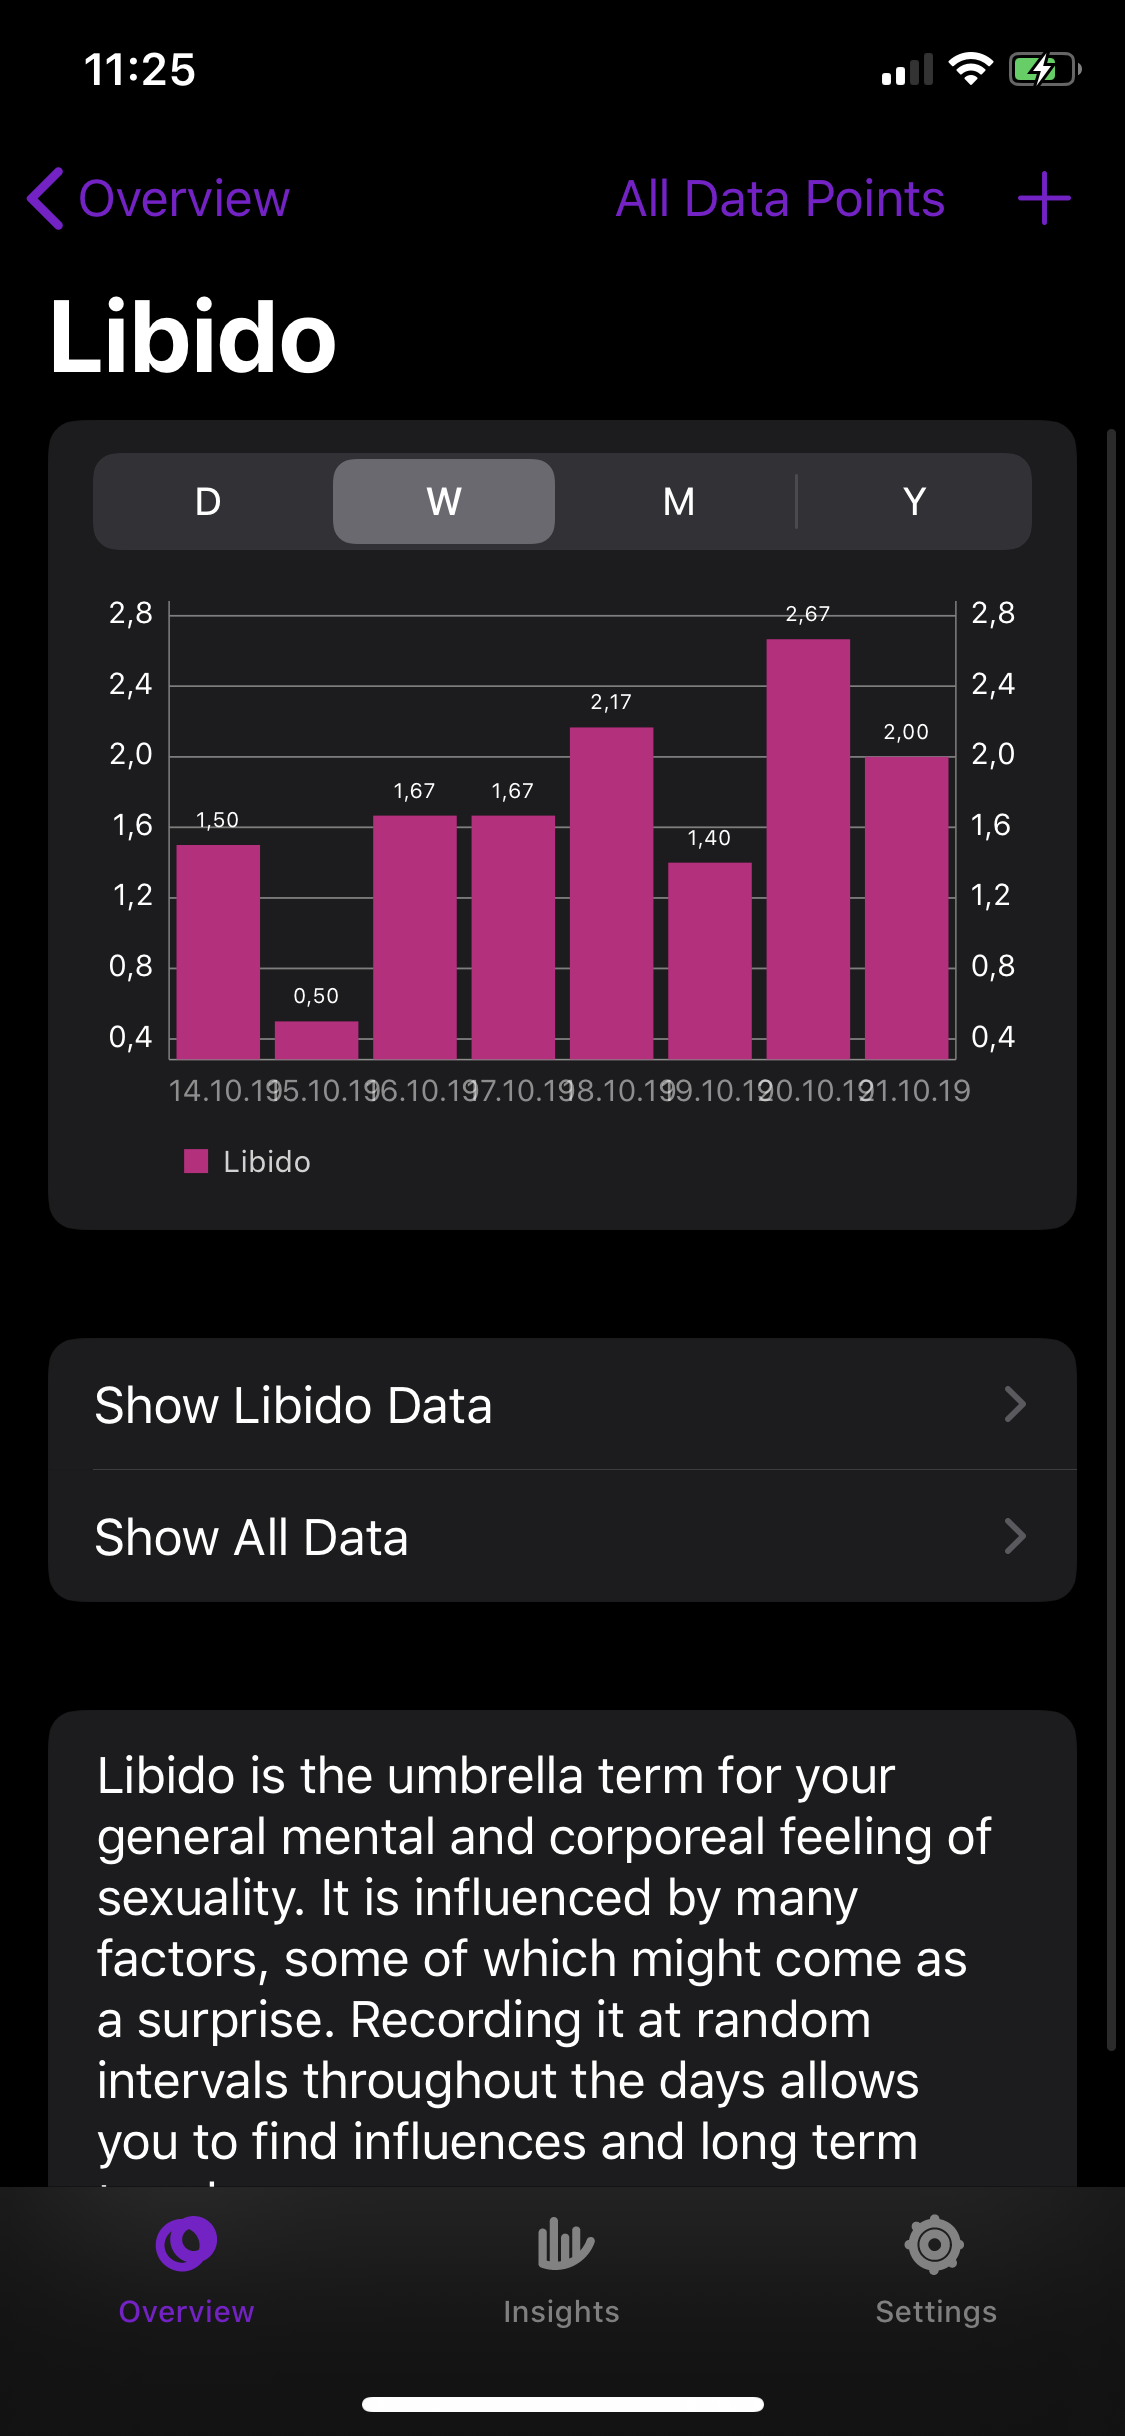 11:25
Overview
All Data Points
Libido
D W M Y
2,8 2,67 2,8
2,4 2,17 2,4
2,0 2,00 2,0
1,6 1,50 1,67 1,67 1,6
1,2 1,40 1,2
0,8 0,50 0,8
0,4 0,4
14.10.19 15.10.19 16.10.19 17.10.19 18.10.19 19.10.19 20.10.19 21.10.19
Libido
Show Libido Data
Show All Data
Libido is the umbrella term for your
general mental and corporeal feeling of
sexuality. It is influenced by many
factors, some of which might come as
a surprise. Recording it at random
intervals throughout the days allows
you to find influences and long term
Overview
Insights
Settings